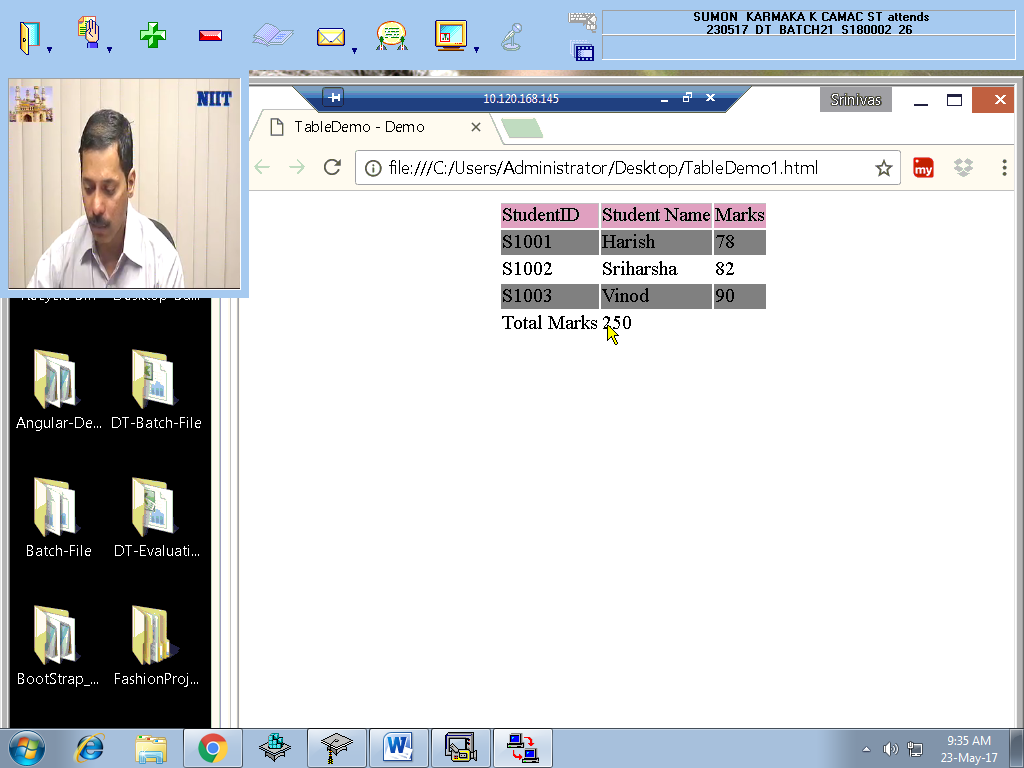 SUMON KARMAKA K CAMAC ST attends
230517 DT BATCH21 S180002 26
NIIT
10.120.168.145
Srinivas
TableDemo - Demo
file:///C:/Users/Administrator/Desktop/TableDemo1.html
my
StudentID Student Name Marks
S1001 Harish 78
S1002 Sriharsha 82
S1003 Vinod 90
Total Marks 250
Angular-De... DT-Batch-File
Batch-File DT-Evaluati...
BootStrap_... FashionProj...
9:35 AM
23-May-17